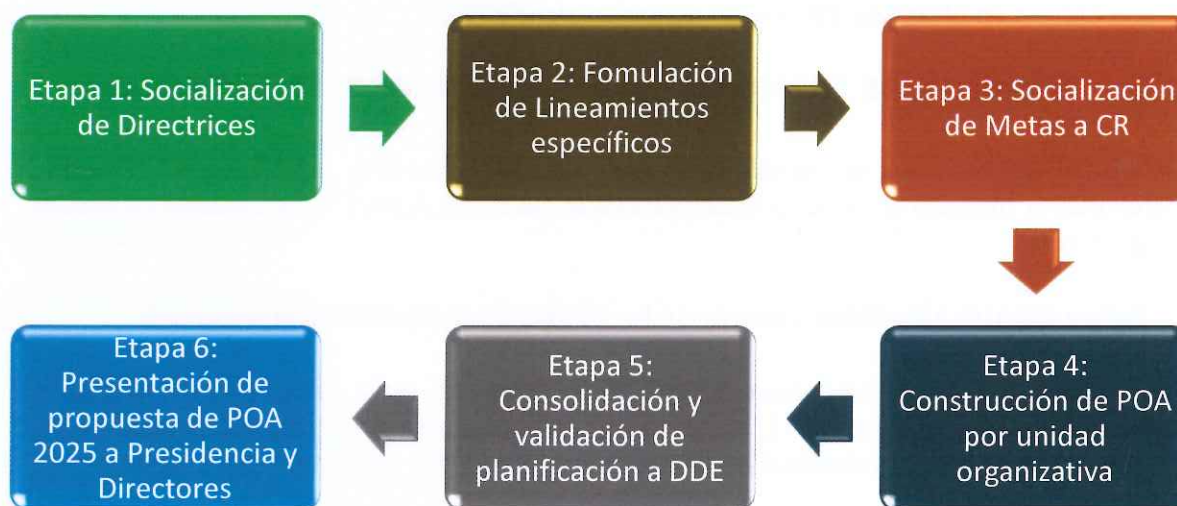 Etapa 1: Socialización
de Directrices
Etapa 2: Fomulación
de Lineamientos
específicos
Etapa 3: Socialización
de Metas a CR
Etapa 4:
Construcción de POA
por unidad
organizativa
Etapa 5:
Consolidación y
validación de
planificación a DDE
Etapa 6:
Presentación de
propuesta de POA
2025 a Presidencia y
Directores